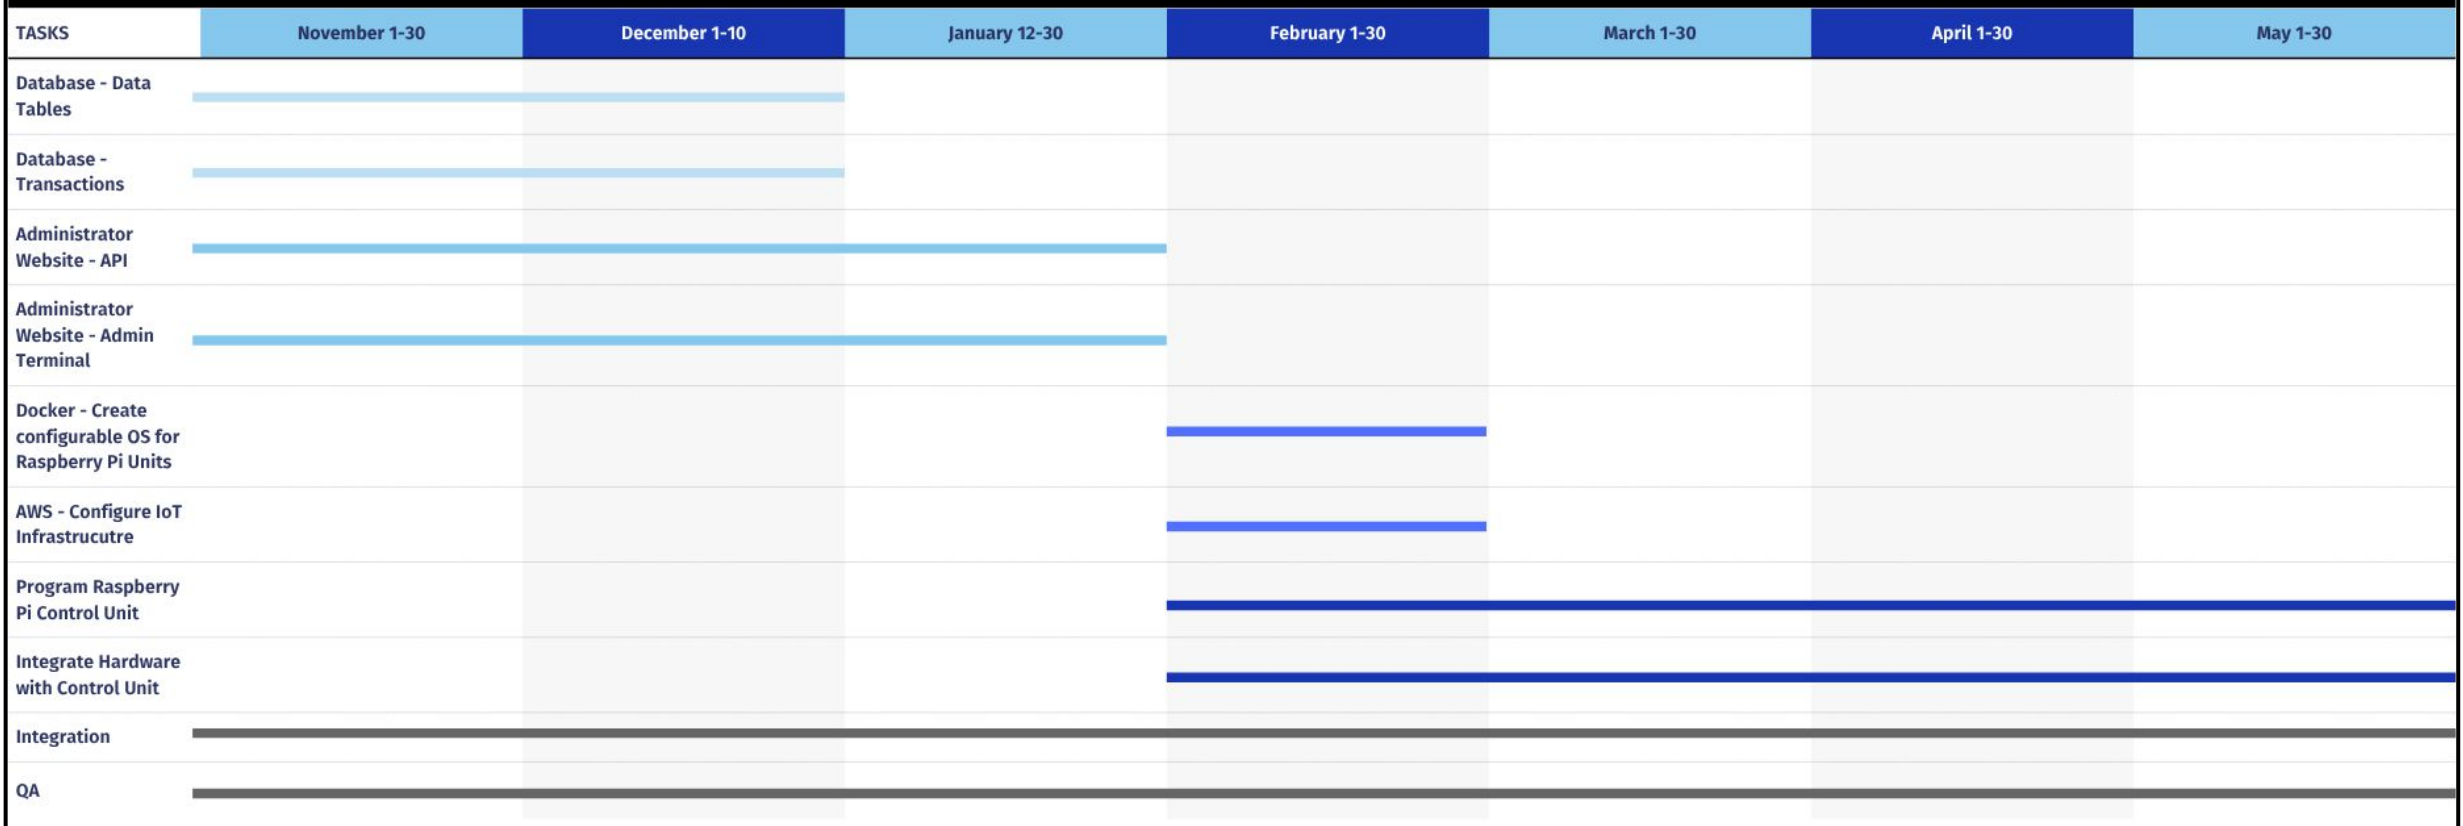 TASKS November 1-30 December 1-10 January 12-30 February 1-30 March 1-30 April 1-30 May 1-30
Database - Data
Tables
Database -
Transactions
Administrator
Website - API
Administrator
Website - Admin
Terminal
Docker - Create
configurable OS for
Raspberry Pi Units
AWS - Configure IoT
Infrastrucutre
Program Raspberry
Pi Control Unit
Integrate Hardware
with Control Unit
Integration
QA